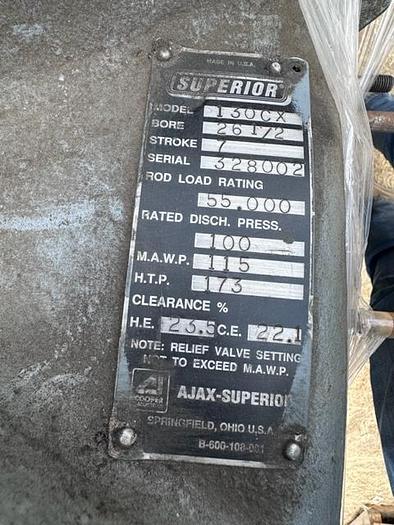 MADE IN U.S.A.
SUPERIOR
MODEL 130CX
BORE 26 1/2
STROKE 7
SERIAL 328002
ROD LOAD RATING
55.000
RATED DISCH. PRESS.
100
M.A.W.P. 115
H.T.P. 173
CLEARANCE %
H.E. 23.5 C.E. 22.1
NOTE: RELIEF VALVE SETTING
NOT TO EXCEED M.A.W.P.
COOPER
AJAX-SUPERIOR
SPRINGFIELD, OHIO U.S.A.
B-600-108-001